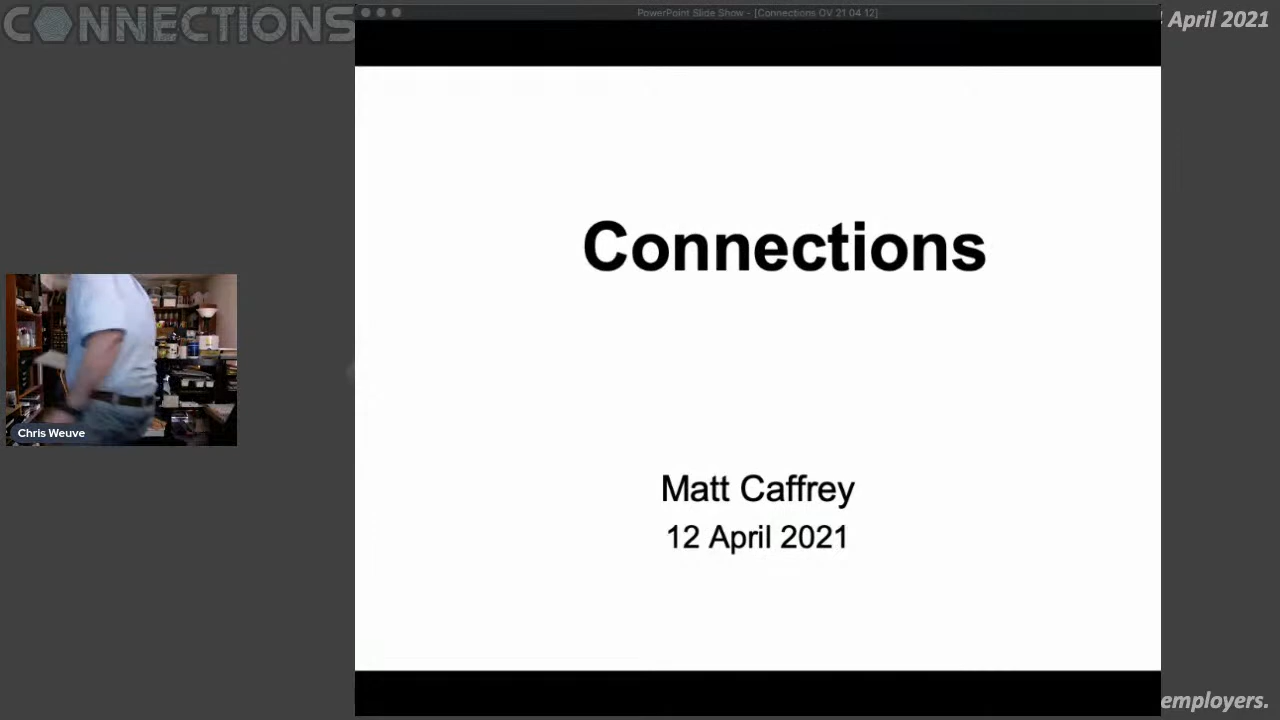 CONNECTIONS
PowerPoint Slide Show - [Connections OV 21 04 12]
April 2021
Connections
Chris Weuve
Matt Caffrey
12 April 2021
employers.